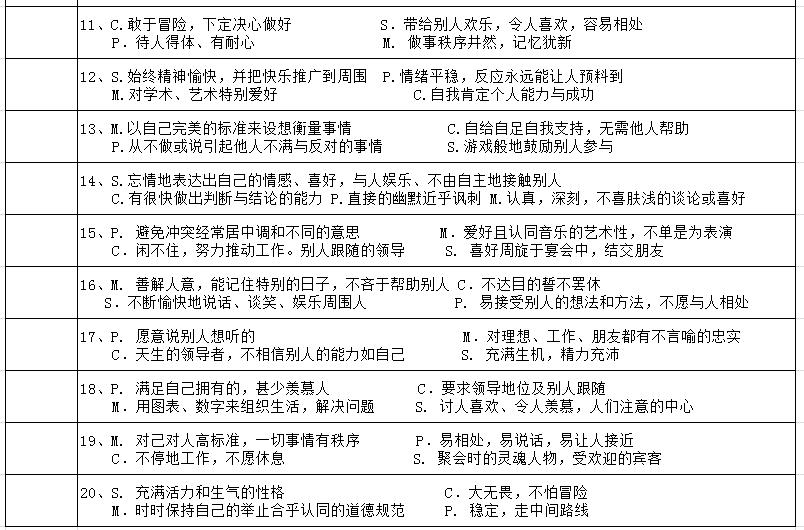 11、C.敢于冒险，下定决心做好 S．带给别人欢乐，令人喜欢，容易相处
P．待人得体、有耐心 M． 做事秩序井然，记忆犹新
12、S.始终精神愉快，并把快乐推广到周围 P.情绪平稳，反应永远能让人预料到
M.对学术、艺术特别爱好 C.自我肯定个人能力与成功
13、M.以自己完美的标准来设想衡量事情 C.自给自足自我支持，无需他人帮助
P.从不做或说引起他人不满与反对的事情 S.游戏般地鼓励别人参与
14、S.忘情地表达出自己的情感、喜好，与人娱乐、不由自主地接触别人
C.有很快做出判断与结论的能力 P.直接的幽默近乎讽刺 M.认真，深刻，不喜肤浅的谈论或喜好
15、P． 避免冲突经常居中调和不同的意思 M．爱好且认同音乐的艺术性，不单是为表演
C．闲不住，努力推动工作。别人跟随的领导 S． 喜好周旋于宴会中，结交朋友
16、M． 善解人意，能记住特别的日子，不吝于帮助别人 C．不达目的誓不罢休
S．不断愉快地说话、谈笑、娱乐周围人 P． 易接受别人的想法和方法，不愿与人相处
17、P． 愿意说别人想听的 M．对理想、工作、朋友都有不言喻的忠实
C．天生的领导者，不相信别人的能力如自己 S． 充满生机，精力充沛
18、P． 满足自己拥有的，甚少羡慕人 C．要求领导地位及别人跟随
M．用图表、数字来组织生活，解决问题 S． 讨人喜欢、令人羡慕，人们注意的中心
19、M． 对己对人高标准，一切事情有秩序 P．易相处，易说话，易让人接近
C．不停地工作，不愿休息 S． 聚会时的灵魂人物，受欢迎的宾客
20、S． 充满活力和生气的性格 C．大无畏，不怕冒险
M．时时保持自己的举止合乎认同的道德规范 P． 稳定，走中间路线